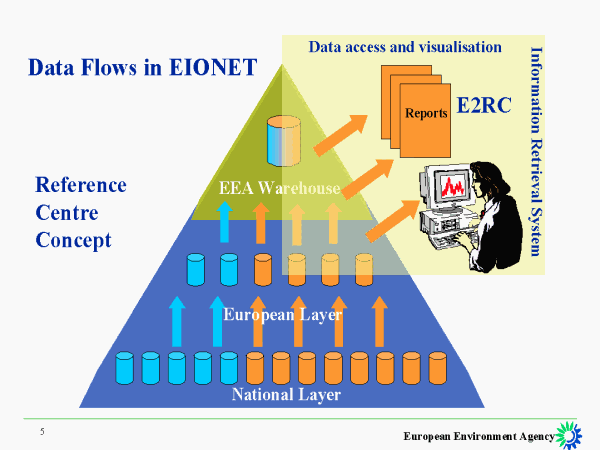 Data Flows in EIONET
Data access and visualisation
Information Retrieval System
Reports
E2RC
Reference
Centre
Concept
EEA Warehouse
European Layer
National Layer
5
European Environment Agency